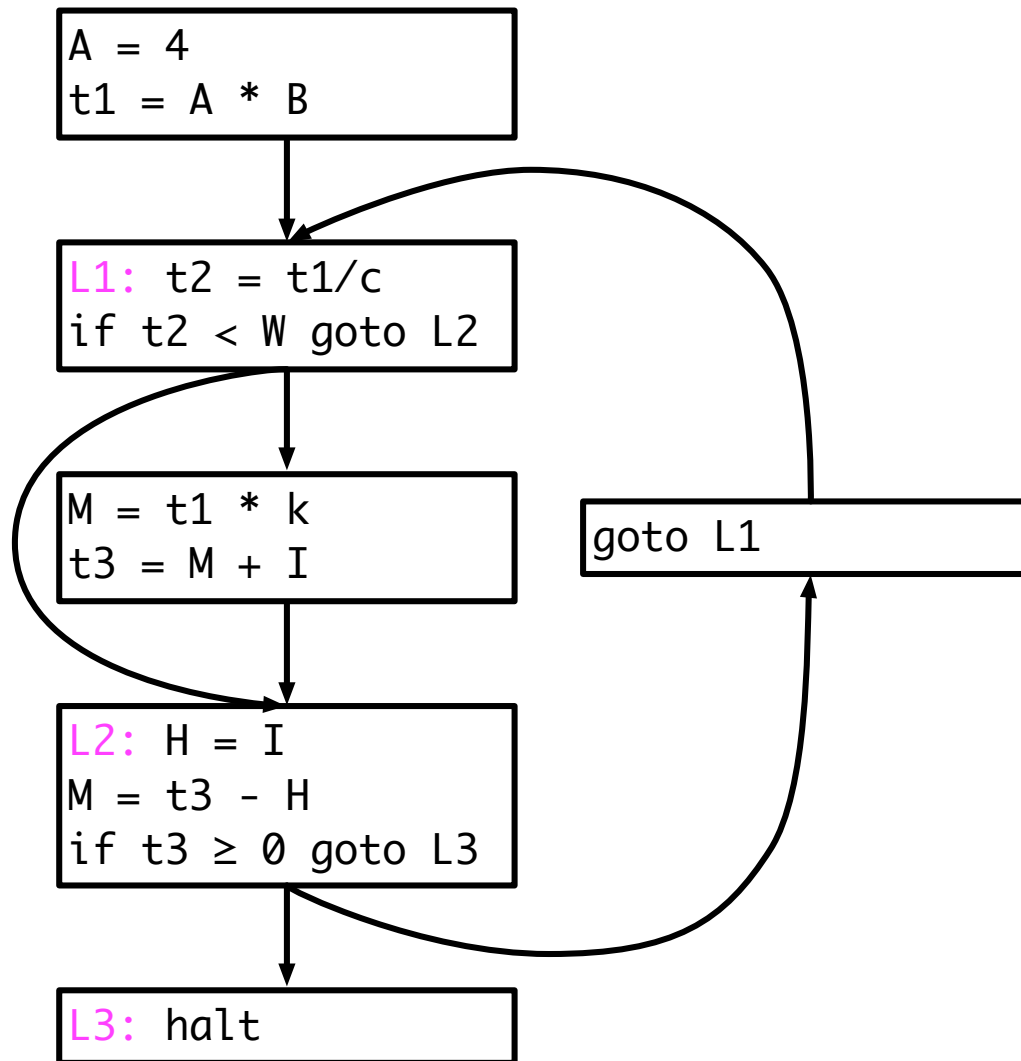 A = 4
t1 = A * B
L1: t2 = t1/c
if t2 < W goto L2
M = t1 * k
t3 = M + I
goto L1
L2: H = I
M = t3 - H
if t3 ≥ 0 goto L3
L3: halt